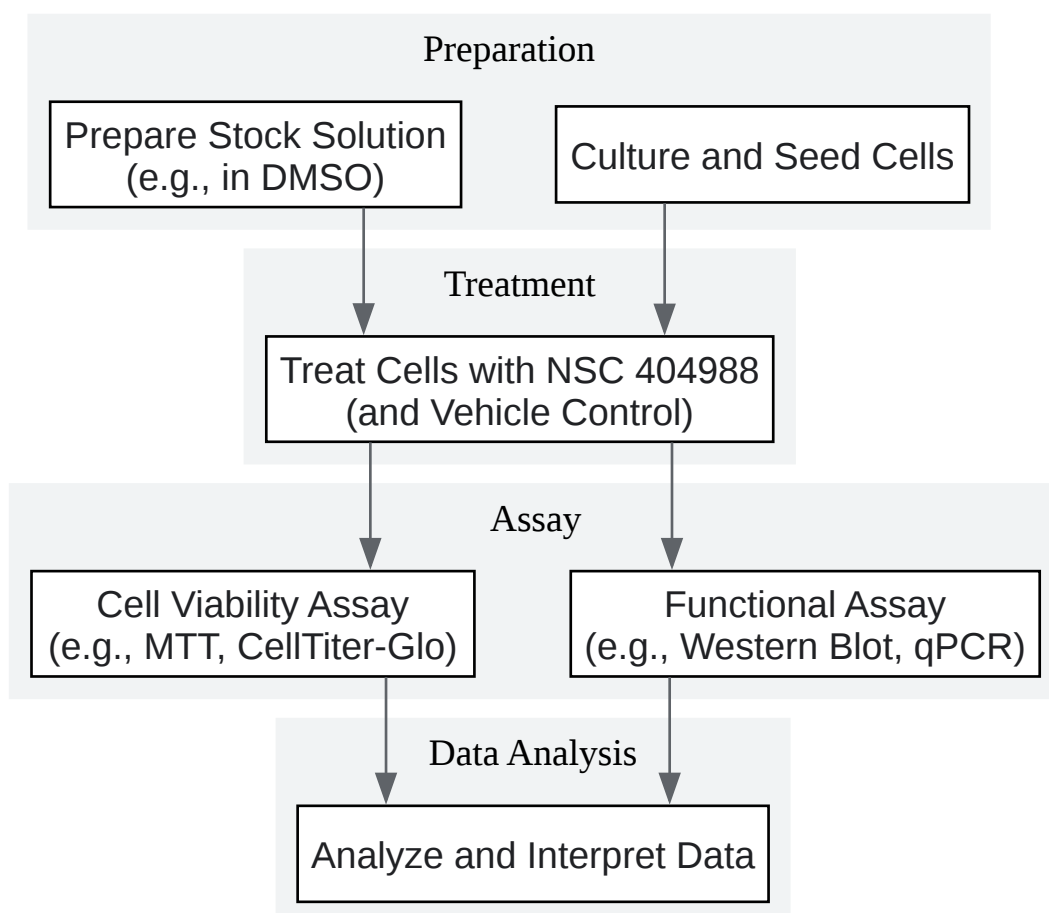 Preparation
Prepare Stock Solution
(e.g., in DMSO)
Culture and Seed Cells
Treatment
Treat Cells with NSC 404988
(and Vehicle Control)
Assay
Cell Viability Assay
(e.g., MTT, CellTiter-Glo)
Functional Assay
(e.g., Western Blot, qPCR)
Data Analysis
Analyze and Interpret Data